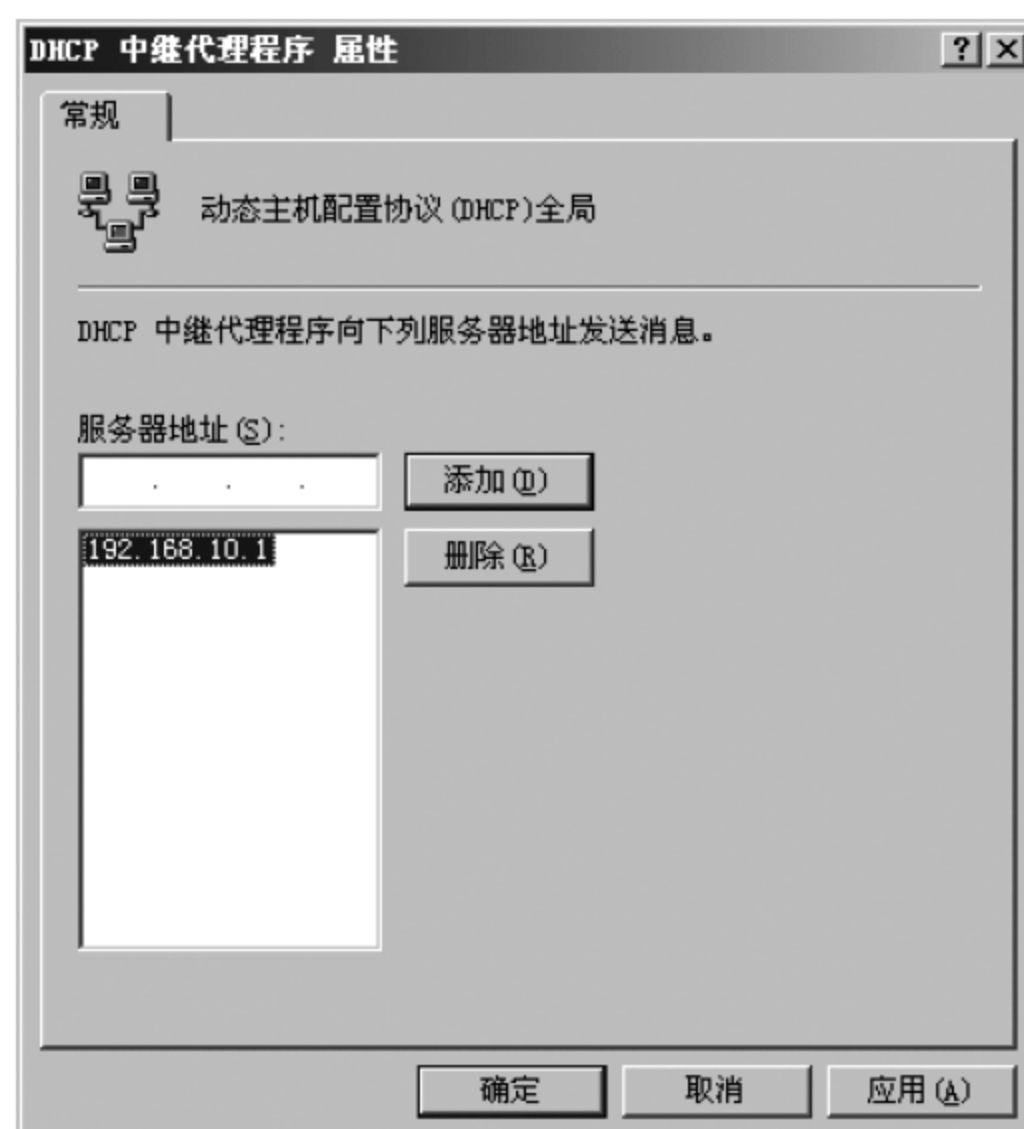 DHCP 中继代理程序 属性
常规
动态主机配置协议(DHCP)全局
DHCP 中继代理程序向下列服务器地址发送消息。
服务器地址(S):
. . .
添加(D)
192.168.10.1
删除(R)
确定
取消
应用(A)